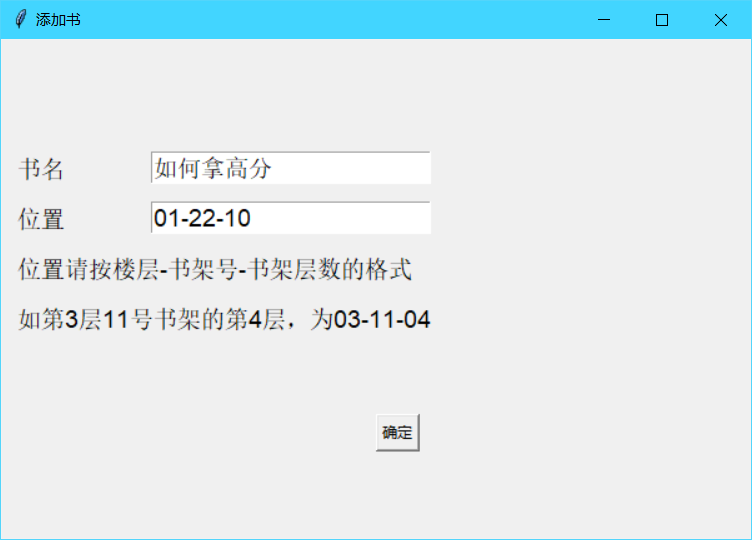 添加书
书名 如何拿高分
位置 01-22-10
位置请按楼层-书架号-书架层数的格式
如第3层11号书架的第4层，为03-11-04
确定